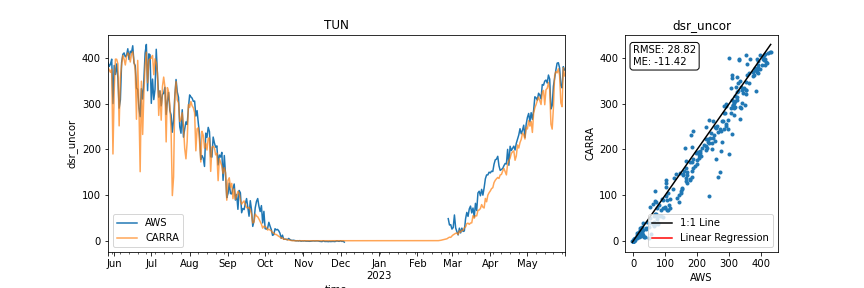 TUN
dsr_uncor
400
300
200
100
0
dsr_uncor
AWS
CARRA
Jun Jul Aug Sep Oct Nov Dec Jan Feb Mar Apr May
2023
dsr_uncor
RMSE: 28.82
ME: -11.42
400
300
200
100
0
CARRA
1:1 Line
Linear Regression
0 100 200 300 400
AWS